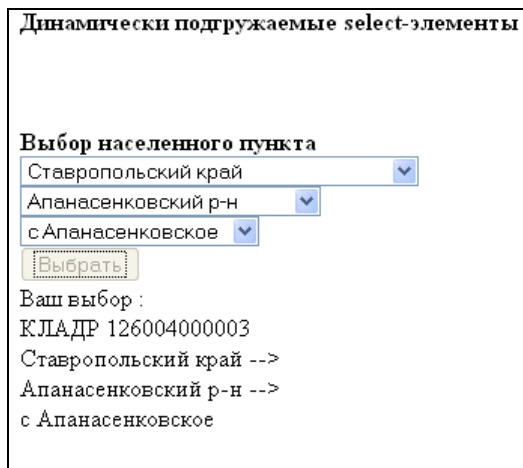 Динамически подгружаемые select-элементы
Выбор населенного пункта
Ставропольский край
Апанасенковский р-н
с Апанасенковское
Выбрать
Ваш выбор :
КЛАДР 126004000003
Ставропольский край -->
Апанасенковский р-н -->
с Апанасенковское